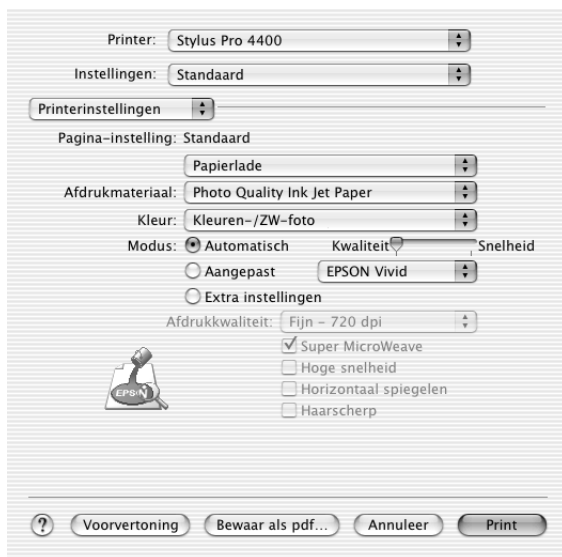 Printer: Stylus Pro 4400
Instellingen: Standaard
Printerinstellingen
Pagina-instelling: Standaard
Papierlade
Afdrukmateriaal: Photo Quality Ink Jet Paper
Kleur: Kleuren-/ZW-foto
Modus: Automatisch Kwaliteit Snelheid
Aangepast EPSON Vivid
Extra instellingen
Afdrukkwaliteit: Fijn – 720 dpi
Super MicroWeave
Hoge snelheid
Horizontaal spiegelen
Haarscherp
EPSON
? Voorvertoning Bewaar als pdf... Annuleer Print